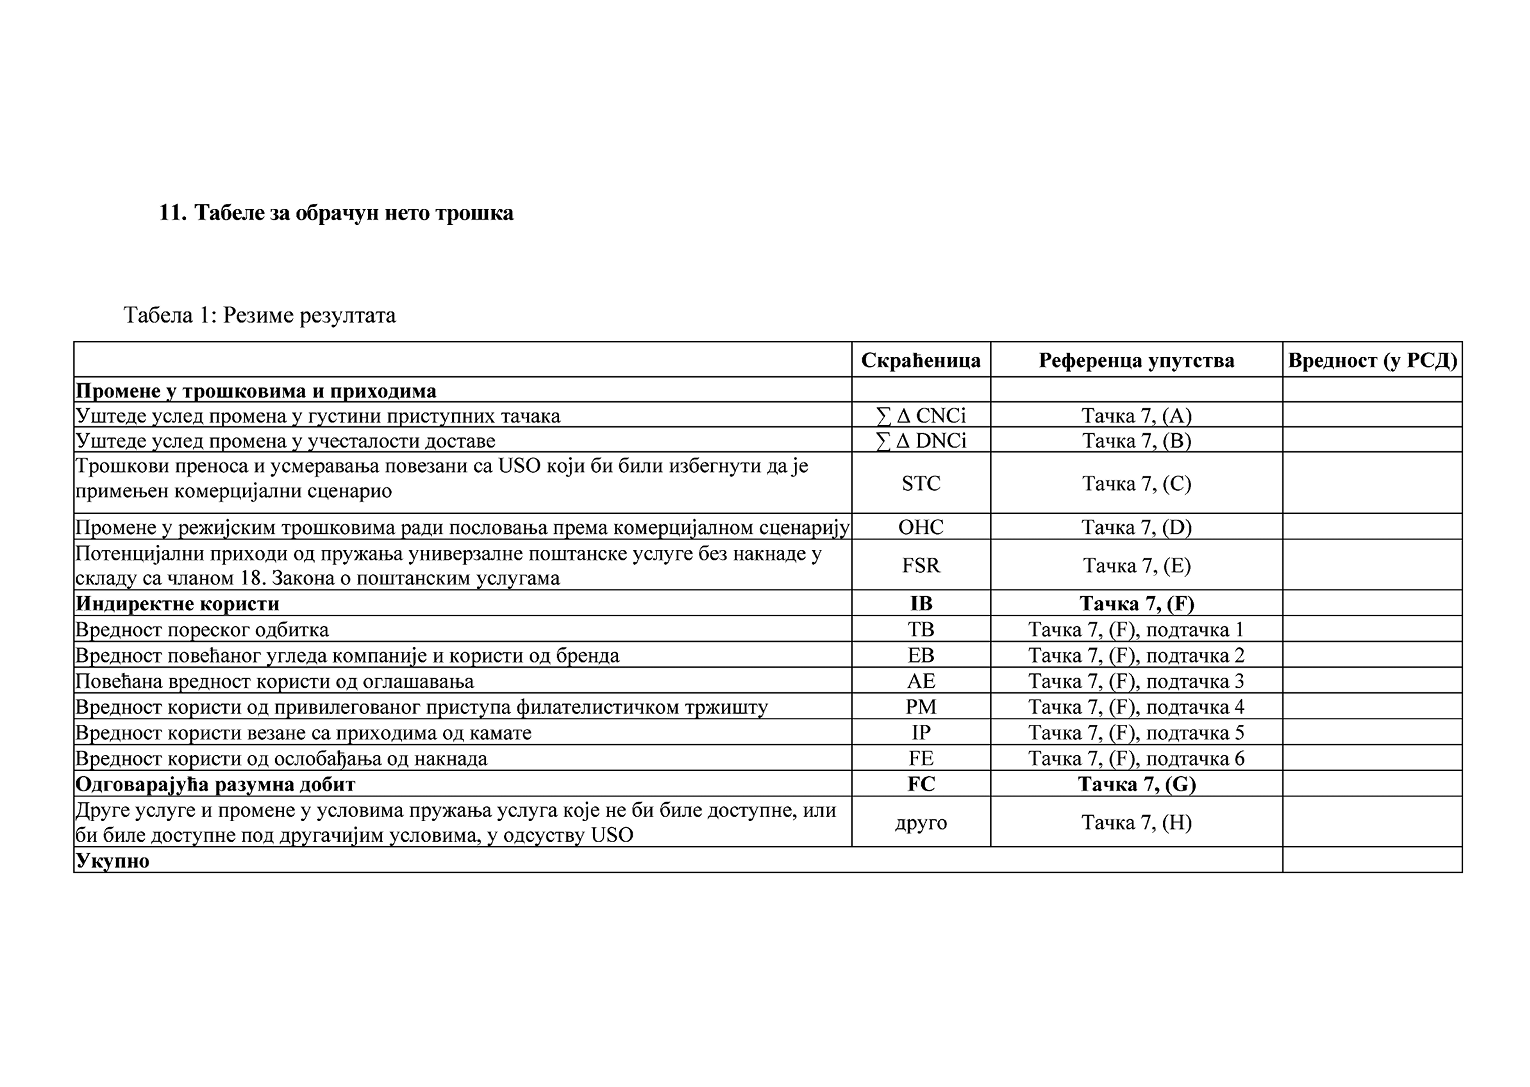 11. Табеле за обрачун нето трошка
Табела 1: Резиме резултата
Скраћеница Референца упутства Вредност (у РСД)
Промене у трошковима и приходима
Уштеде услед промена у густини приступних тачака ∑ ∆ CNCi Тачка 7, (A)
Уштеде услед промена у учесталости доставе ∑ ∆ DNCi Тачка 7, (B)
Трошкови преноса и усмеравања повезани са USO који би били избегнути да је
примењен комерцијални сценарио STC Тачка 7, (C)
Промене у режијским трошковима ради пословања према комерцијалном сценарију OHC Тачка 7, (D)
Потенцијални приходи од пружања универзалне поштанске услуге без накнаде у
складу са чланом 18. Закона о поштанским услугама FSR Тачка 7, (E)
Индиректне користи IB Тачка 7, (F)
Вредност пореског одбитка TB Тачка 7, (F), подтачка 1
Вредност повећаног угледа компаније и користи од бренда EB Тачка 7, (F), подтачка 2
Повећана вредност користи од оглашавања AE Тачка 7, (F), подтачка 3
Вредност користи од привилегованог приступа филателистичком тржишту PM Тачка 7, (F), подтачка 4
Вредност користи везане са приходима од камате IP Тачка 7, (F), подтачка 5
Вредност користи од ослобађања од накнада FE Тачка 7, (F), подтачка 6
Одговарајућа разумна добит FC Тачка 7, (G)
Друге услуге и промене у условима пружања услуга које не би биле доступне, или
би биле доступне под другачијим условима, у одсуству USO друго Тачка 7, (H)
Укупно